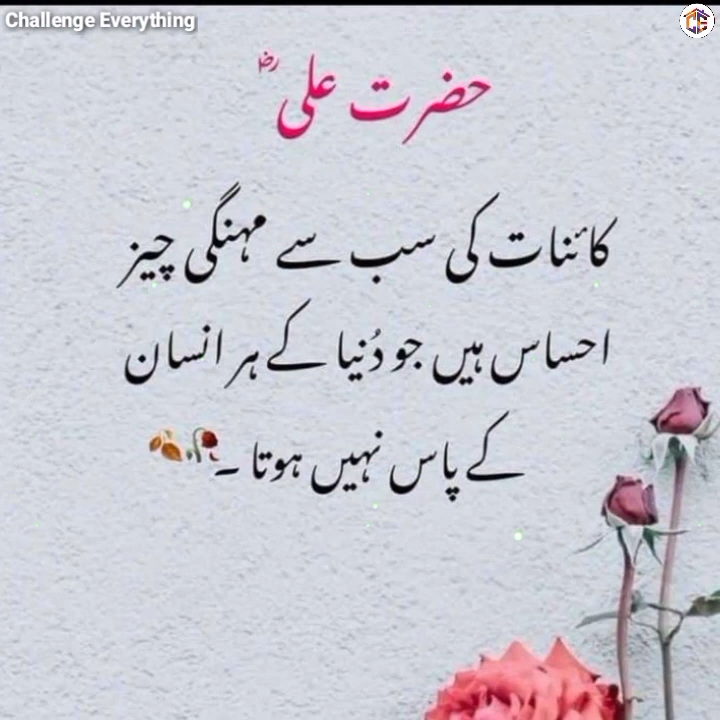 Challenge Everything
حضرت علی رضؓ
کائنات کی سب سے مہنگی چیز
احساس ہیں جو دُنیا کے ہر انسان
کے پاس نہیں ہوتا ۔🥀🍂